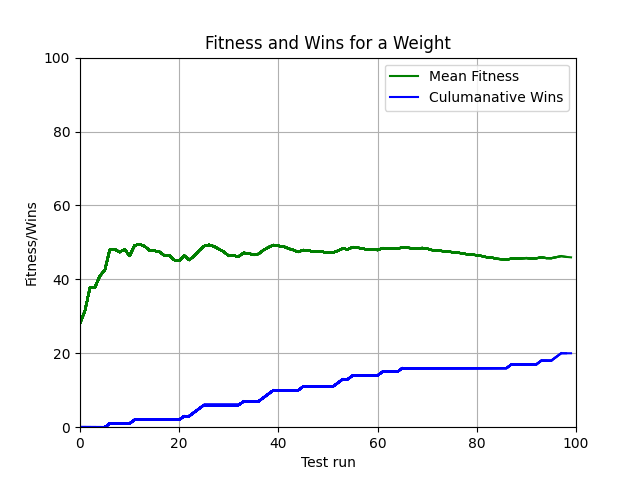 Fitness and Wins for a Weight
100
80
60
40
20
0
Fitness/Wins
Mean Fitness
Culumanative Wins
0 20 40 60 80 100
Test run